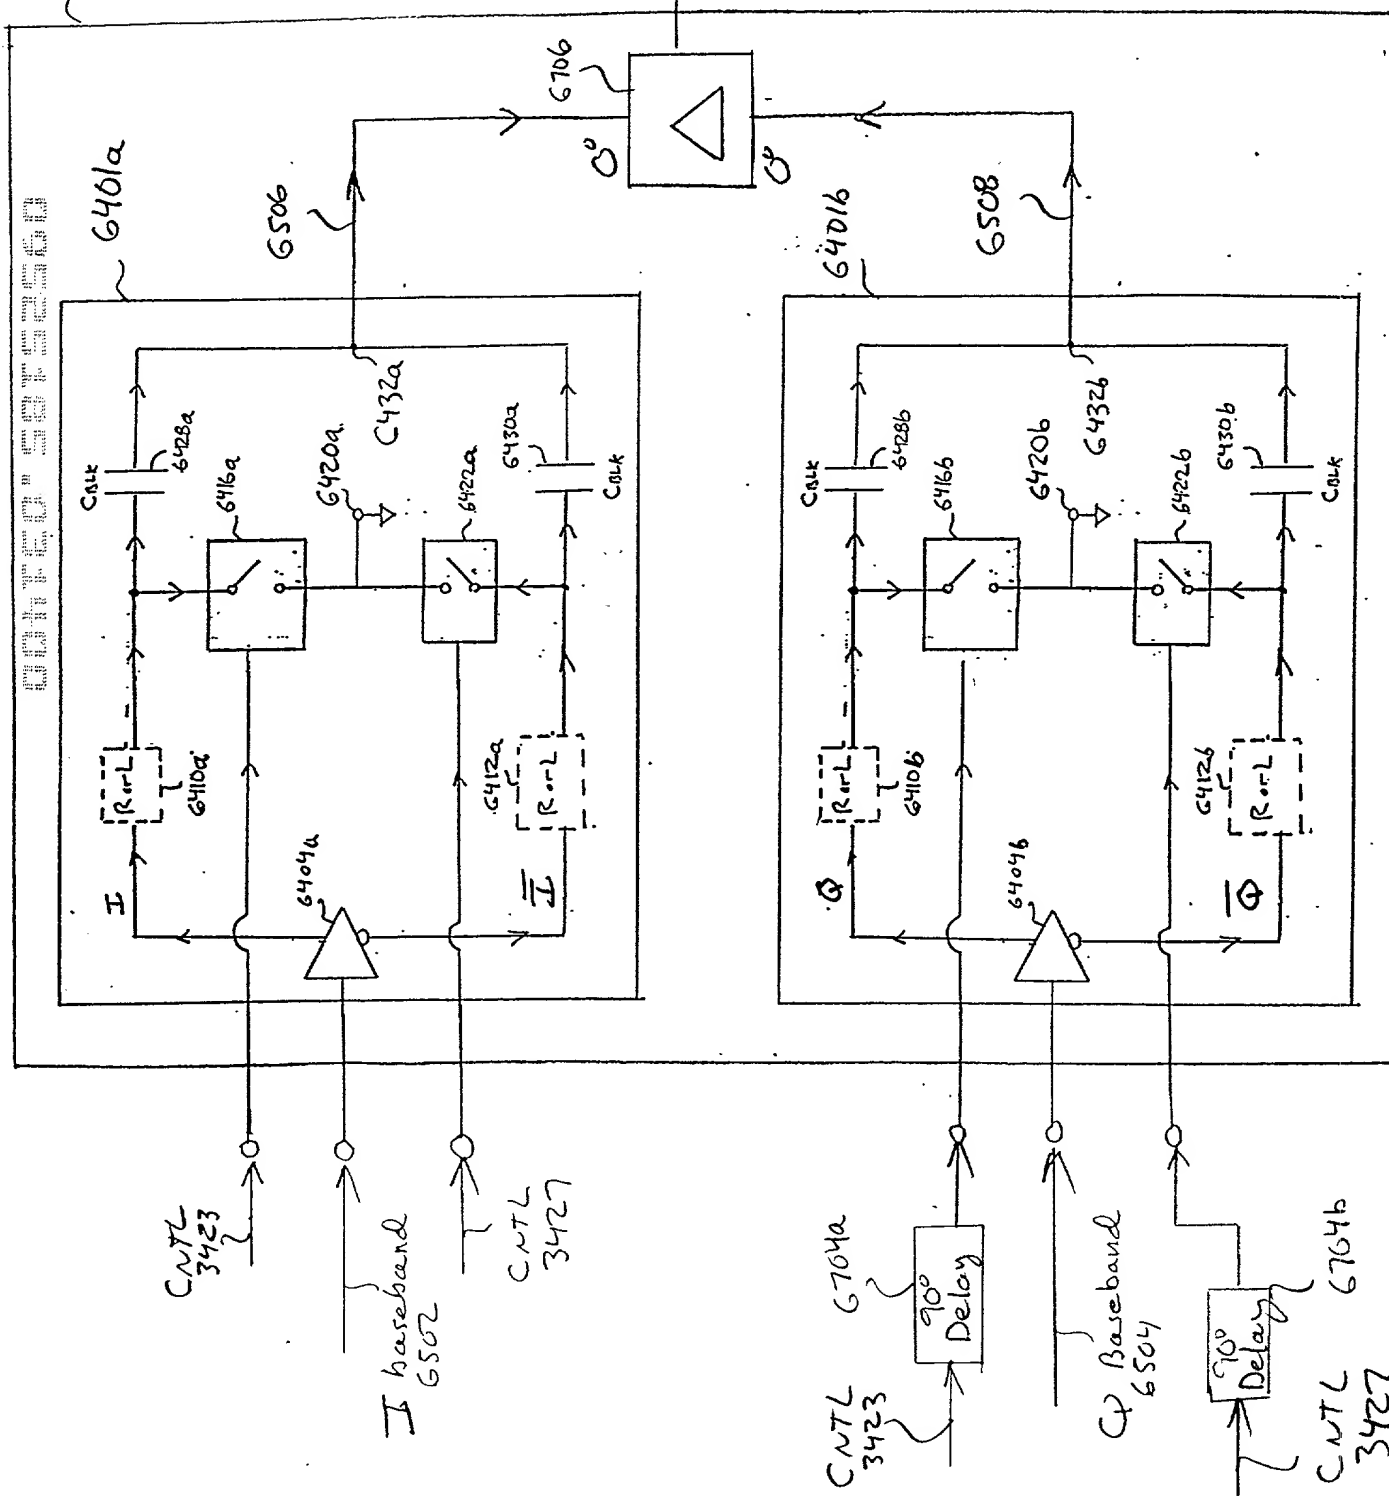 6706
0°
0°
6401a
6506
C432a
CBLK
6428a
6416a
6420a
6422a
6430a
CBLK
R or L
6410a
6412a
R or L
I
6404a
I̅
CNTL
3423
I baseband
6502
CNTL
3427
6401b
6508
6432b
CBLK
6428b
6416b
6420b
6422b
6430b
CBLK
R or L
6410b
6412b
R or L
Q
6404b
Q̅
6704a
90°
Delay
CNTL
3423
Q Baseband
6504
6704b
90°
Delay
CNTL
3427